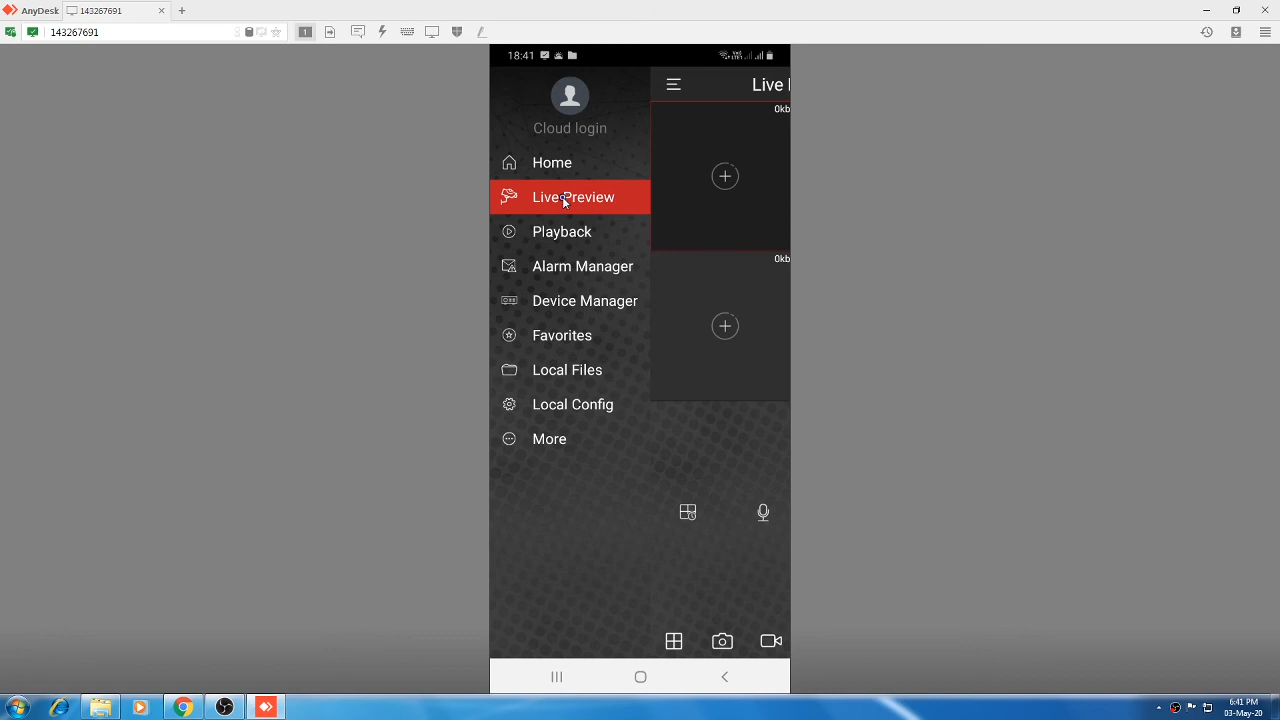 AnyDesk
143267691
143267691
1
18:41
Live
Cloud login
0kb
Home
Live Preview
Playback
Alarm Manager
0kb
Device Manager
Favorites
Local Files
Local Config
More
6:41 PM
03-May-20